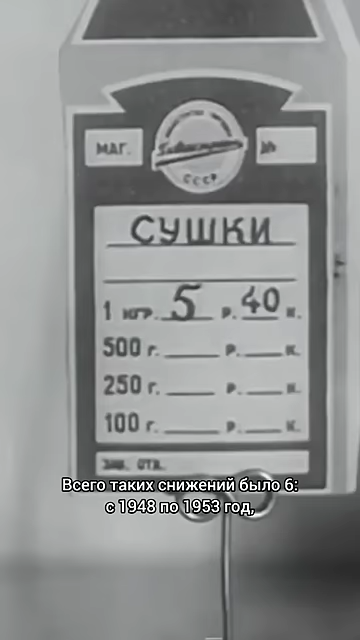 МАГ. №
СССР
СУШКИ
1 КГР. 5 Р. 40 К.
500 Г. Р. К.
250 Г. Р. К.
100 Г. Р. К.
ЗАВ. ОТД.
Всего таких снижений было 6:
с 1948 по 1953 год,